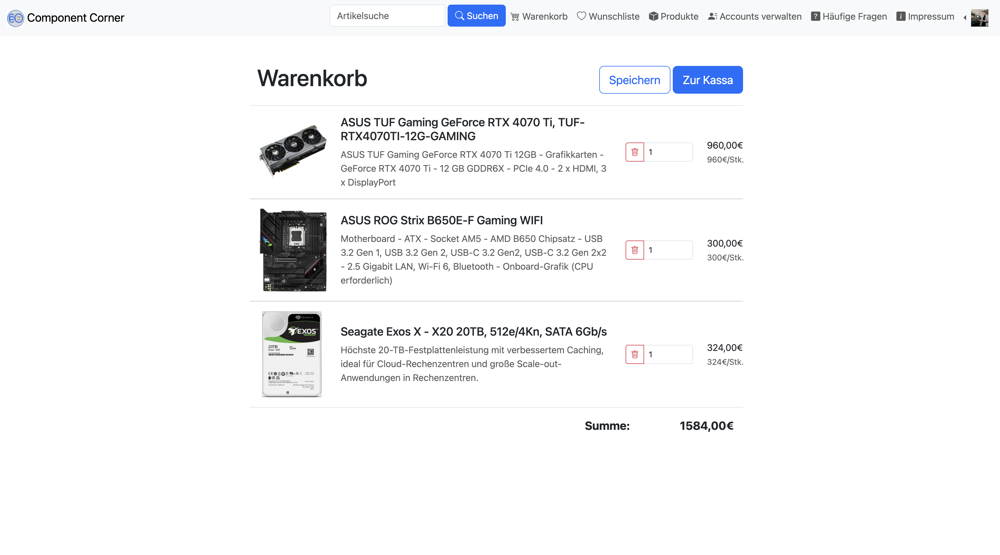 Component Corner
Artikelsuche
Suchen
Warenkorb
Wunschliste
Produkte
Accounts verwalten
Häufige Fragen
Impressum
Warenkorb
Speichern
Zur Kassa
ASUS TUF Gaming GeForce RTX 4070 Ti, TUF-
RTX4070TI-12G-GAMING
ASUS TUF Gaming GeForce RTX 4070 Ti 12GB - Grafikkarten -
GeForce RTX 4070 Ti - 12 GB GDDR6X - PCIe 4.0 - 2 x HDMI, 3
x DisplayPort
1
960,00€
960€/Stk.
ASUS ROG Strix B650E-F Gaming WIFI
Motherboard - ATX - Socket AM5 - AMD B650 Chipsatz - USB
3.2 Gen 1, USB 3.2 Gen 2, USB-C 3.2 Gen2, USB-C 3.2 Gen 2x2
- 2.5 Gigabit LAN, Wi-Fi 6, Bluetooth - Onboard-Grafik (CPU
erforderlich)
1
300,00€
300€/Stk.
SEAGATE
EXOS
20TB
Exos X20
Seagate Exos X - X20 20TB, 512e/4Kn, SATA 6Gb/s
Höchste 20-TB-Festplattenleistung mit verbessertem Caching,
ideal für Cloud-Rechenzentren und große Scale-out-
Anwendungen in Rechenzentren.
1
324,00€
324€/Stk.
Summe:
1584,00€